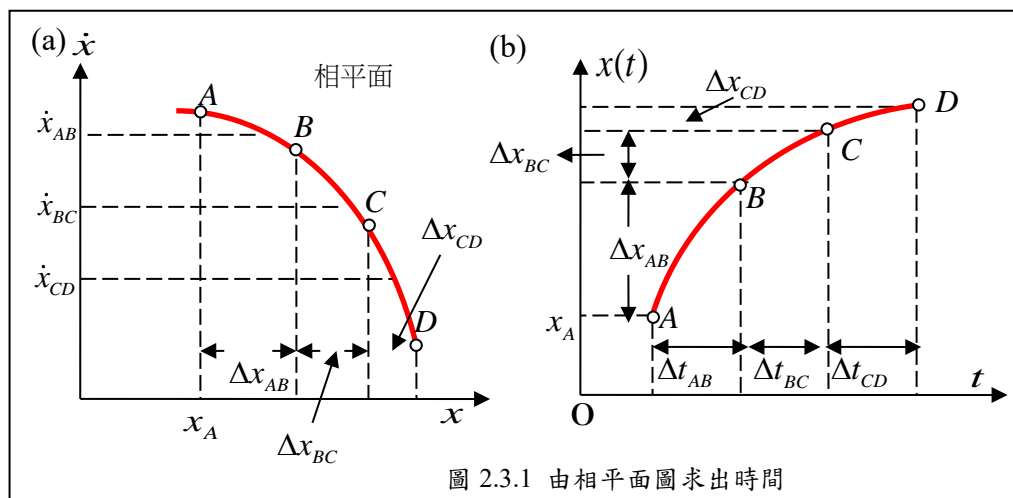 (a)
ẋ
相平面
A
B
C
D
ẋ_AB
ẋ_BC
ẋ_CD
Δx_CD
Δx_AB
Δx_BC
x_A
x
(b)
x(t)
Δx_CD
D
C
B
A
Δx_BC
Δx_AB
x_A
Δt_AB
Δt_BC
Δt_CD
O
t
圖 2.3.1 由相平面圖求出時間